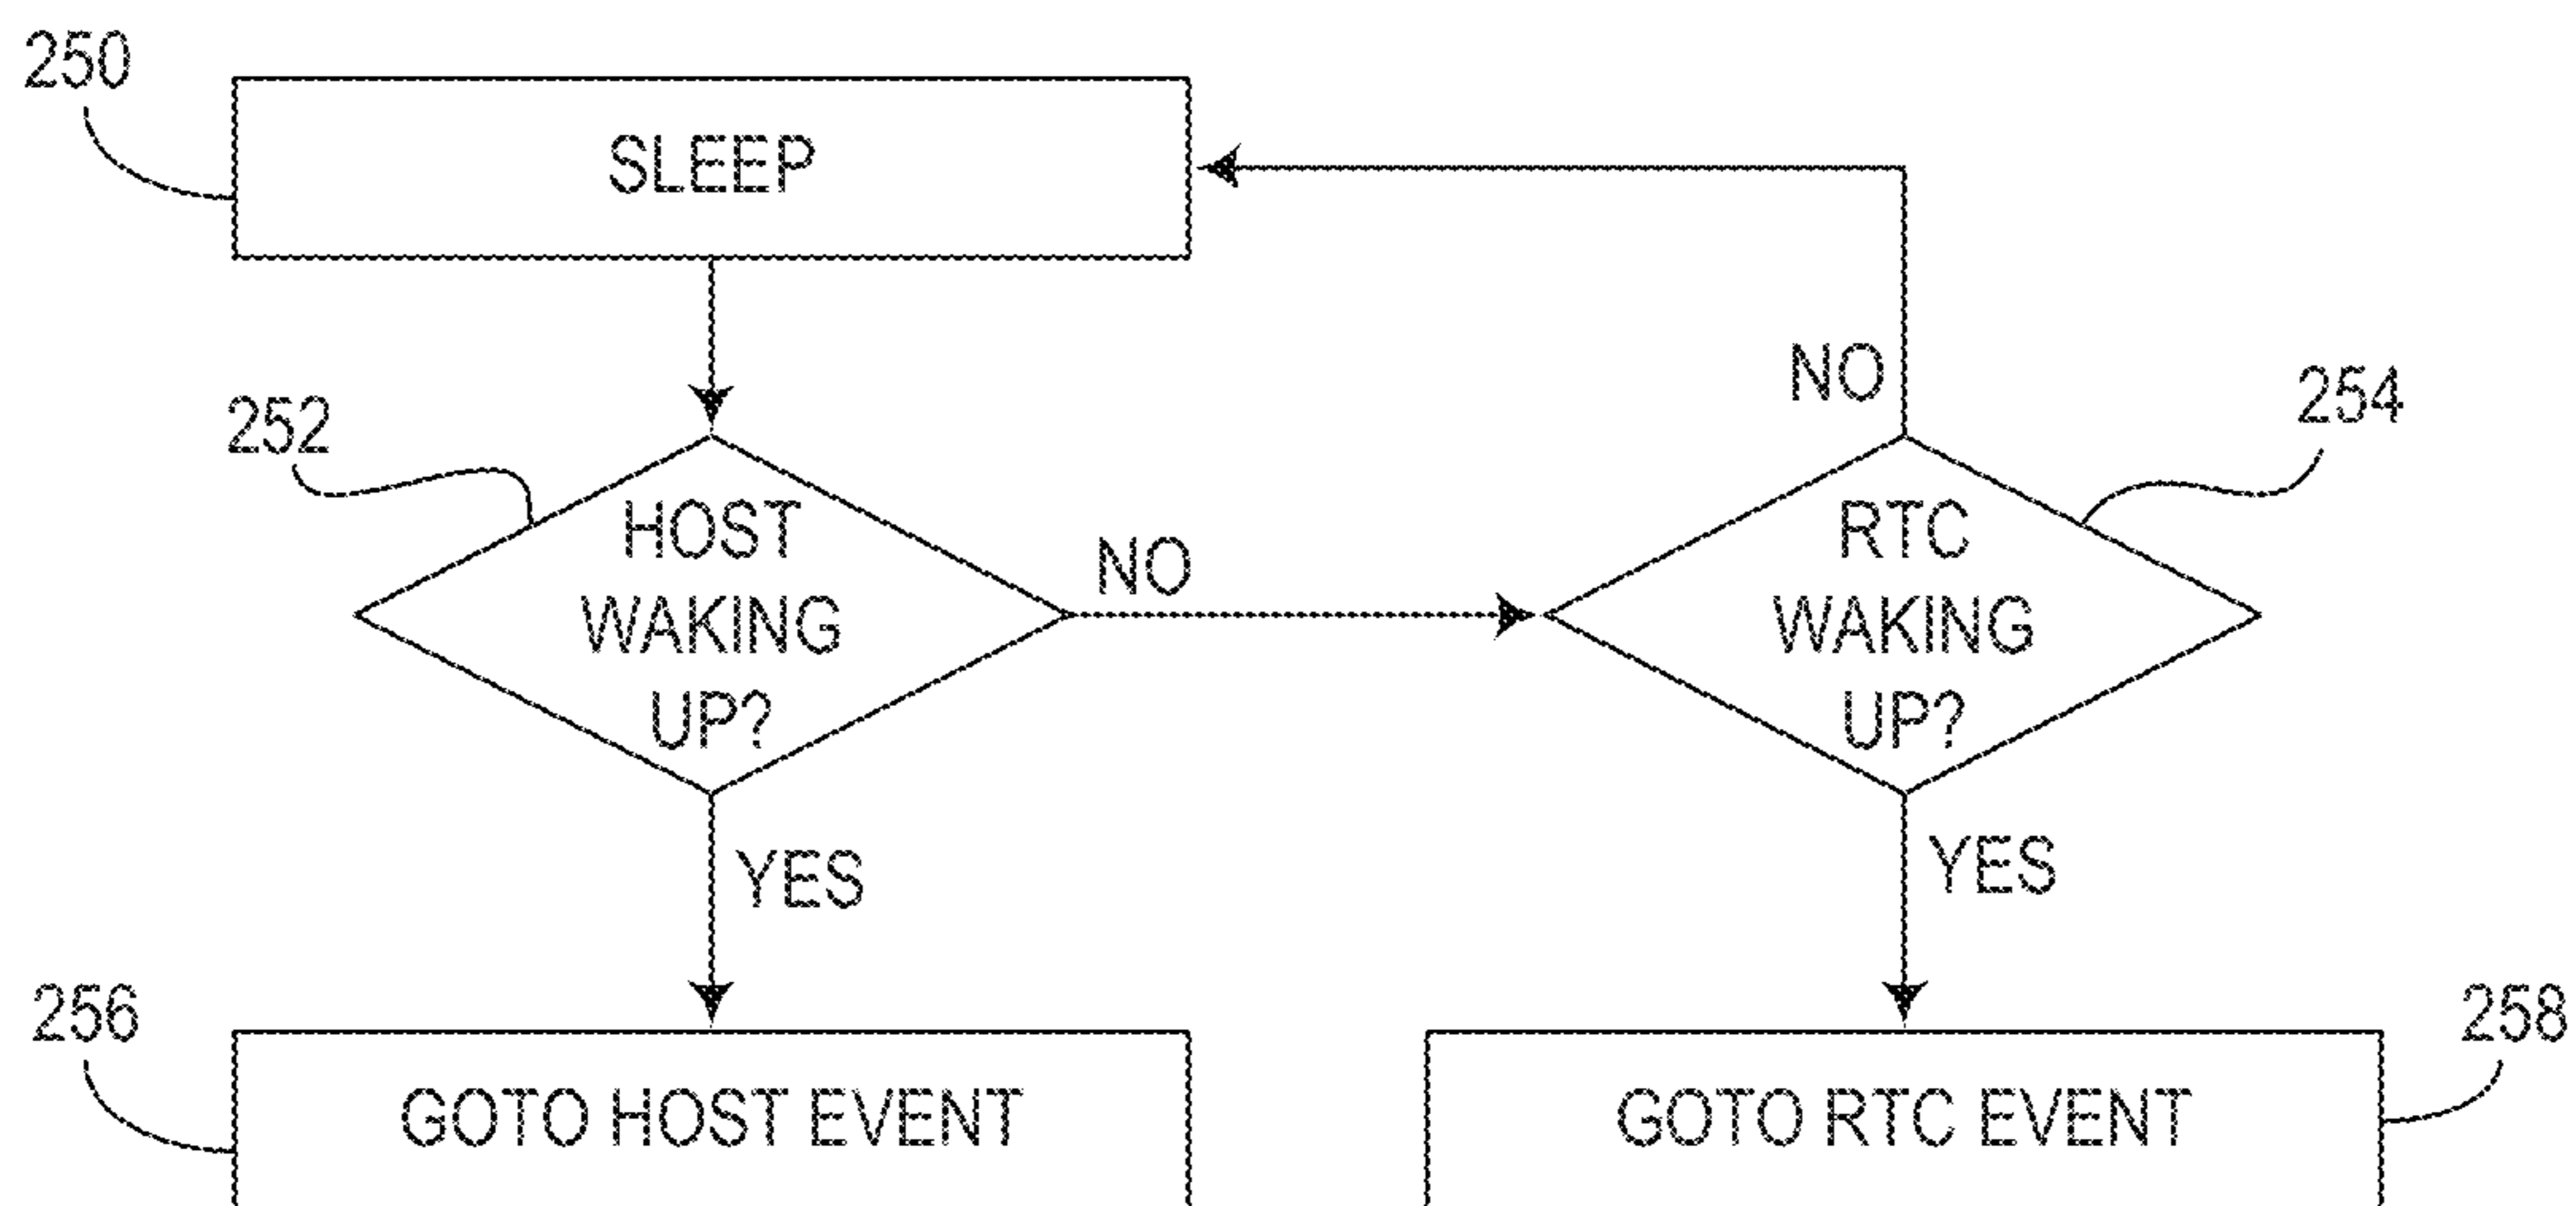 250
SLEEP
252
HOST
WAKING
UP?
NO
NO
254
RTC
WAKING
UP?
YES
YES
256
GOTO HOST EVENT
258
GOTO RTC EVENT